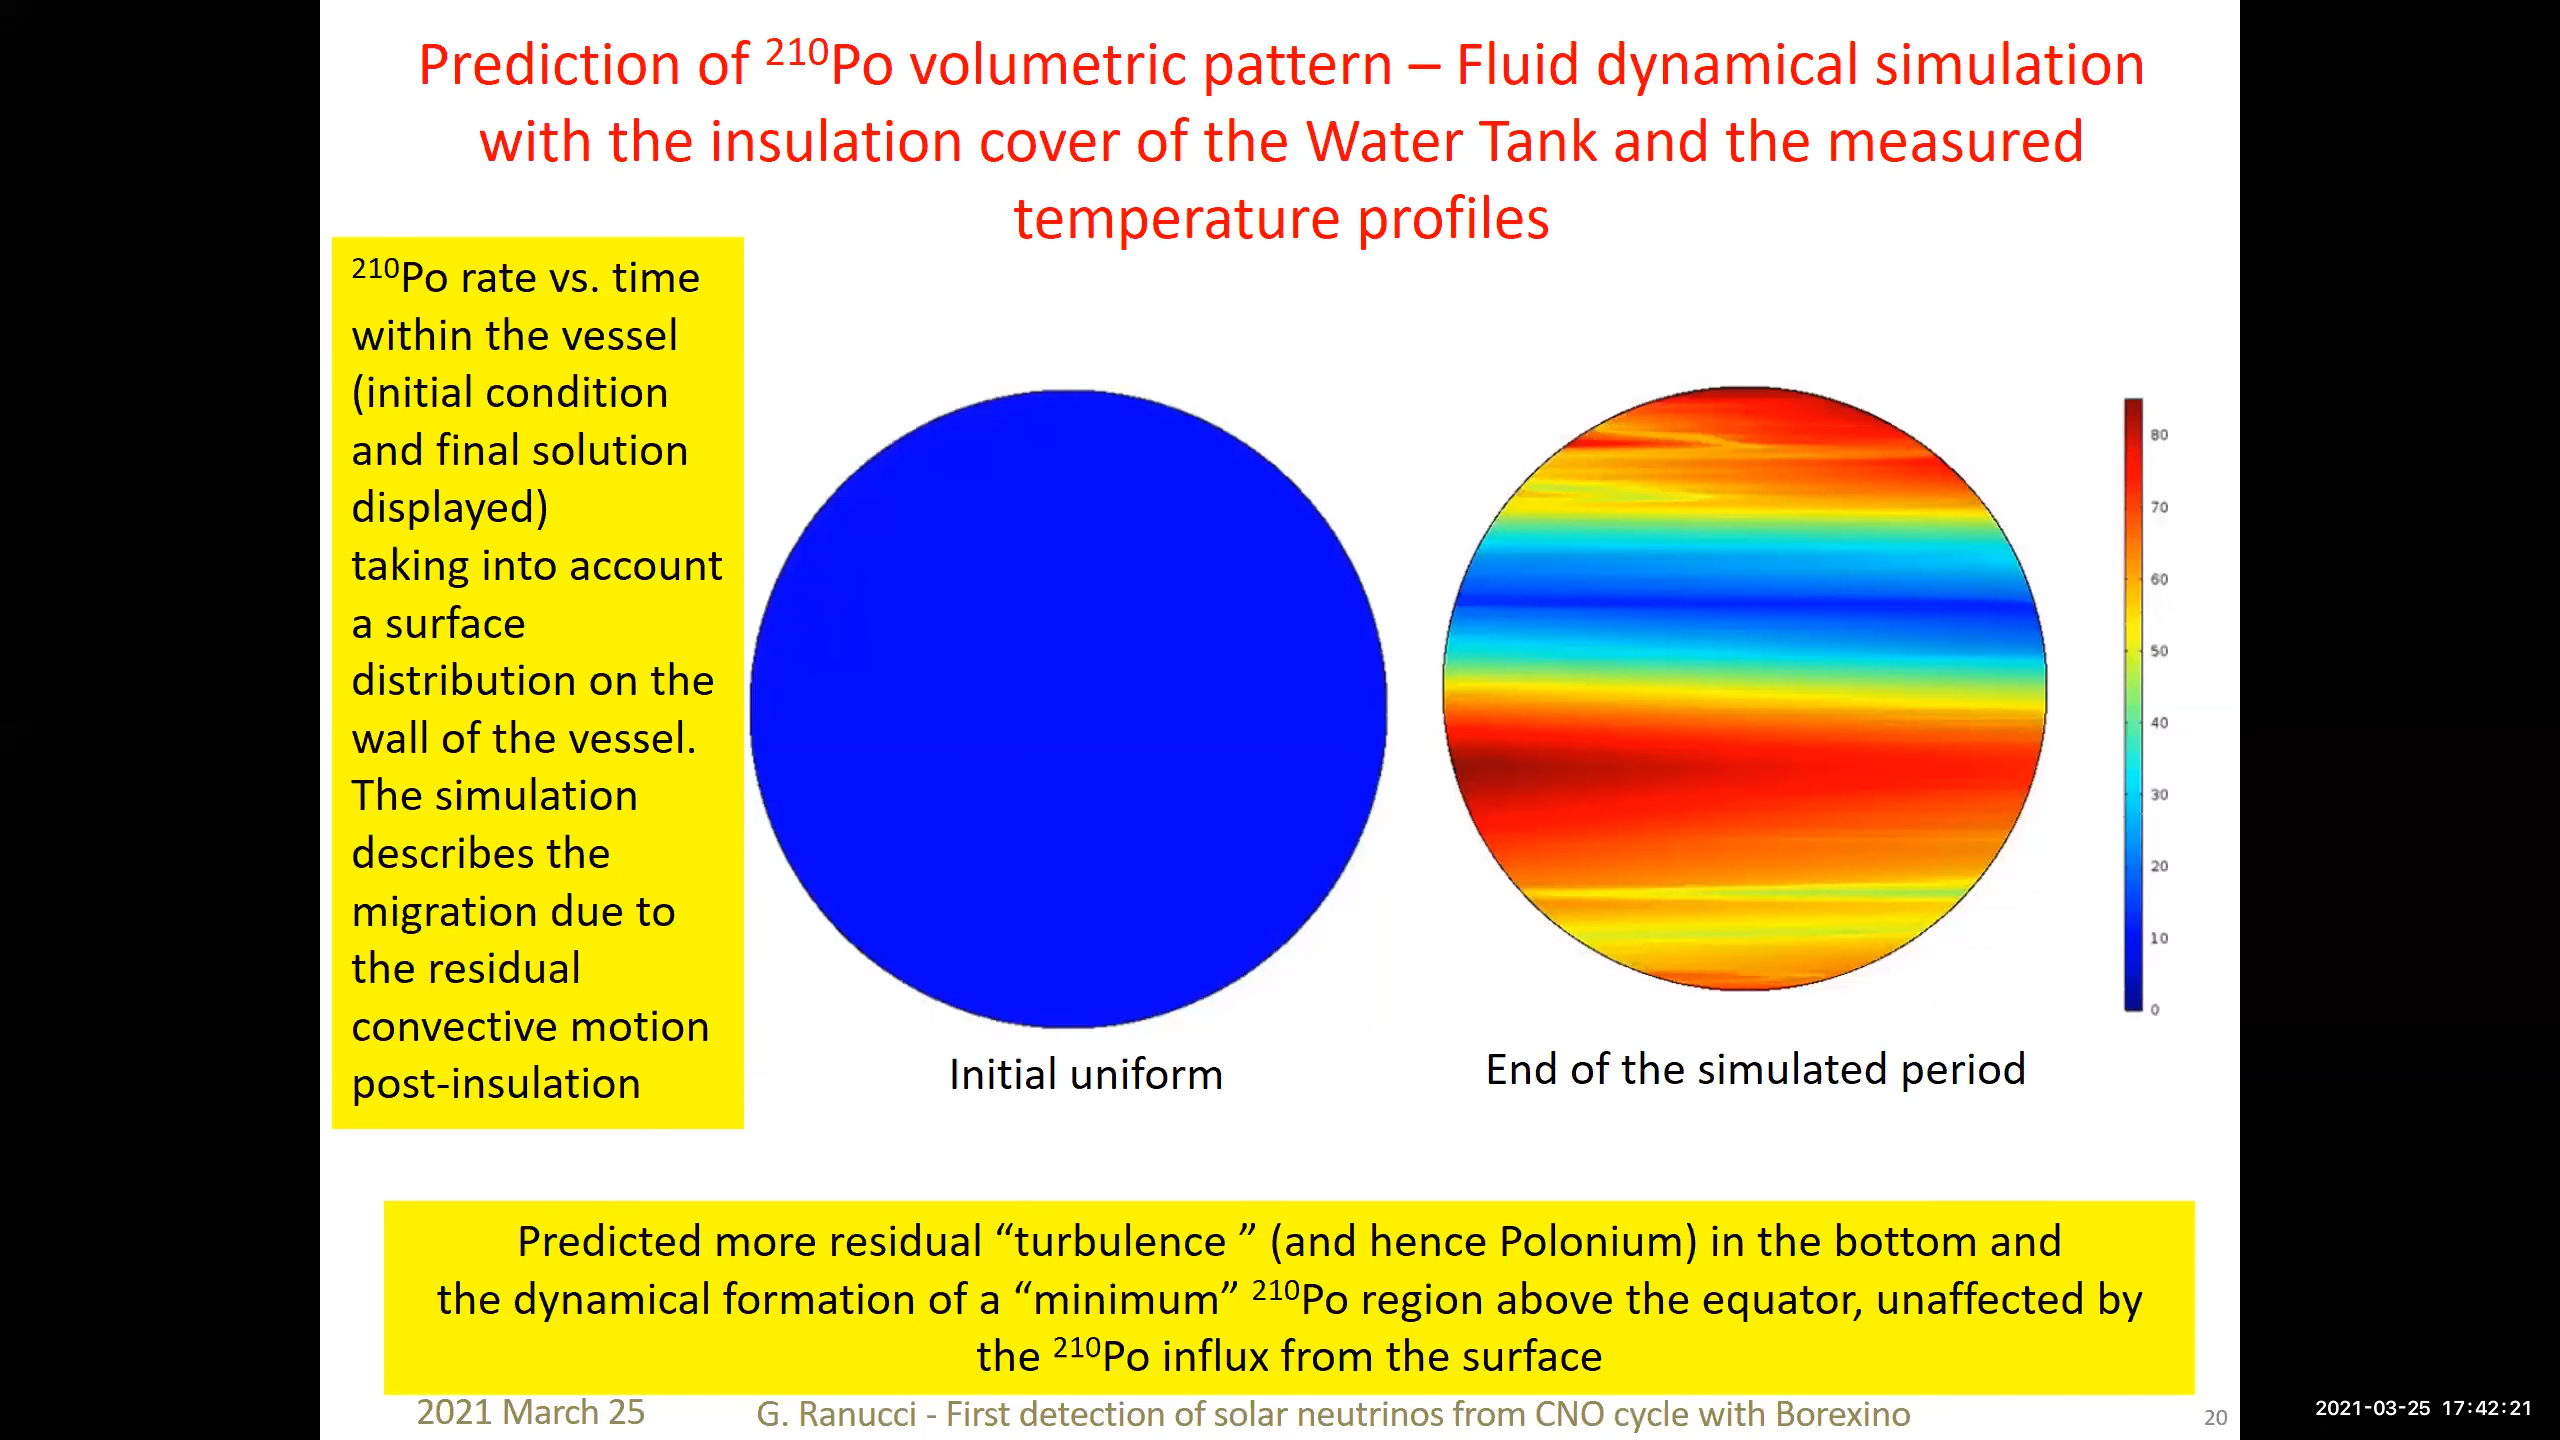 Prediction of ²¹⁰Po volumetric pattern – Fluid dynamical simulation
with the insulation cover of the Water Tank and the measured
temperature profiles
²¹⁰Po rate vs. time
within the vessel
(initial condition
and final solution
displayed)
taking into account
a surface
distribution on the
wall of the vessel.
The simulation
describes the
migration due to
the residual
convective motion
post-insulation
80
70
60
50
40
30
20
10
0
Initial uniform
End of the simulated period
Predicted more residual “turbulence ” (and hence Polonium) in the bottom and
the dynamical formation of a “minimum” ²¹⁰Po region above the equator, unaffected by
the ²¹⁰Po influx from the surface
2021 March 25
G. Ranucci - First detection of solar neutrinos from CNO cycle with Borexino
20
2021-03-25 17:42:21